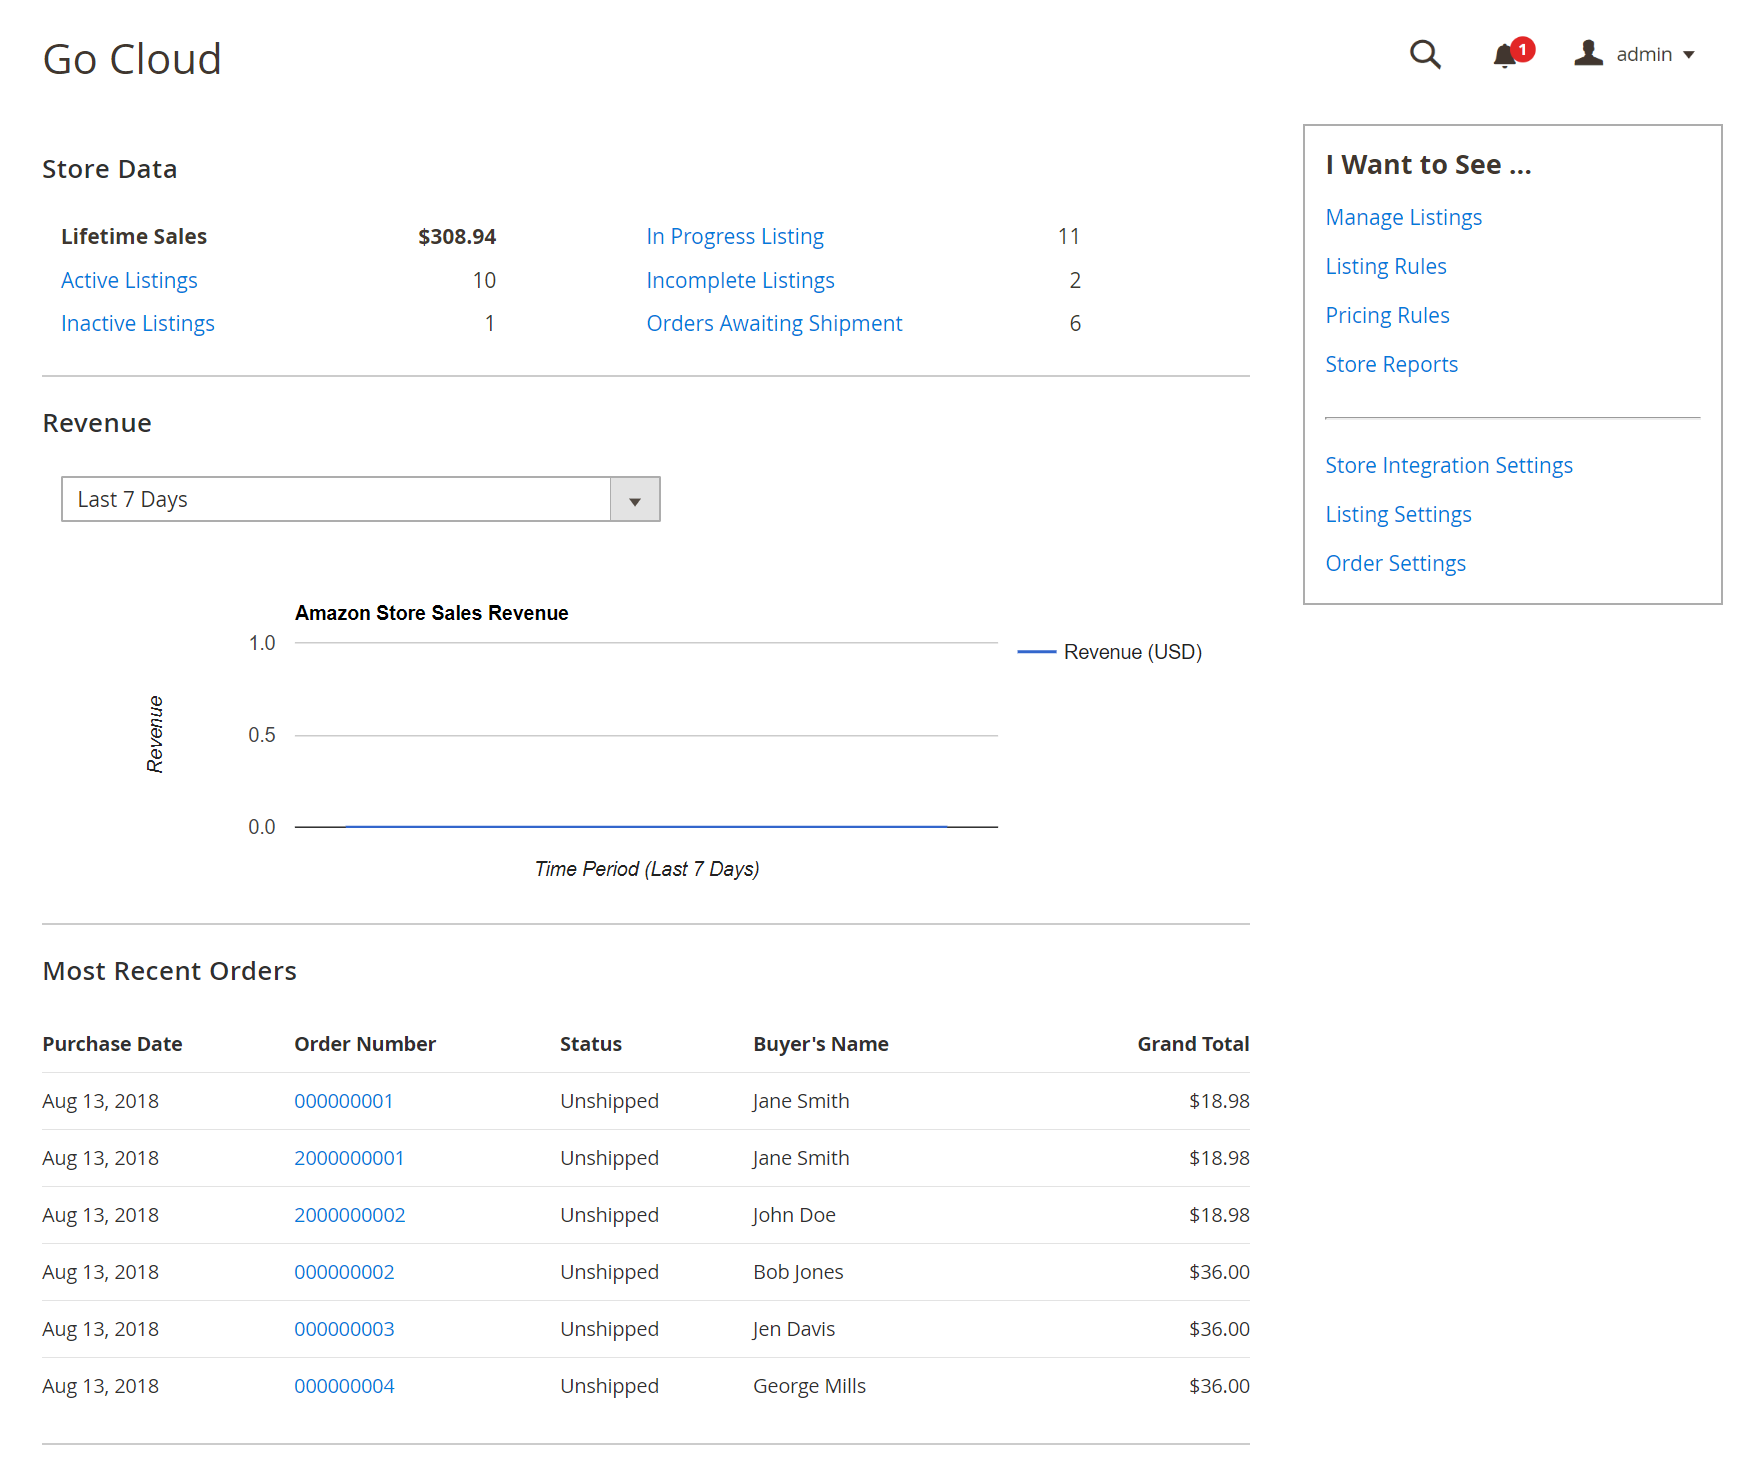 Go Cloud
1
admin
Store Data
Lifetime Sales $308.94 In Progress Listing 11
Active Listings 10 Incomplete Listings 2
Inactive Listings 1 Orders Awaiting Shipment 6
I Want to See ...
Manage Listings
Listing Rules
Pricing Rules
Store Reports
Store Integration Settings
Listing Settings
Order Settings
Revenue
Last 7 Days
Amazon Store Sales Revenue
1.0
Revenue (USD)
Revenue
0.5
0.0
Time Period (Last 7 Days)
Most Recent Orders
Purchase Date Order Number Status Buyer's Name Grand Total
Aug 13, 2018 000000001 Unshipped Jane Smith $18.98
Aug 13, 2018 2000000001 Unshipped Jane Smith $18.98
Aug 13, 2018 2000000002 Unshipped John Doe $18.98
Aug 13, 2018 000000002 Unshipped Bob Jones $36.00
Aug 13, 2018 000000003 Unshipped Jen Davis $36.00
Aug 13, 2018 000000004 Unshipped George Mills $36.00